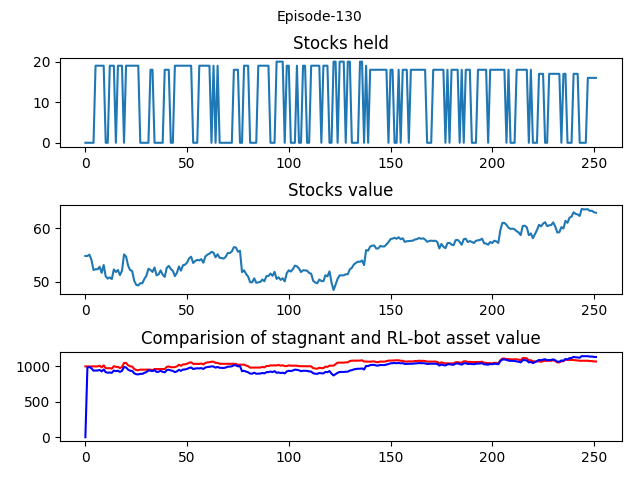 Episode-130
Stocks held
20
10
0
0 50 100 150 200 250
Stocks value
60
50
0 50 100 150 200 250
Comparision of stagnant and RL-bot asset value
1000
500
0
0 50 100 150 200 250